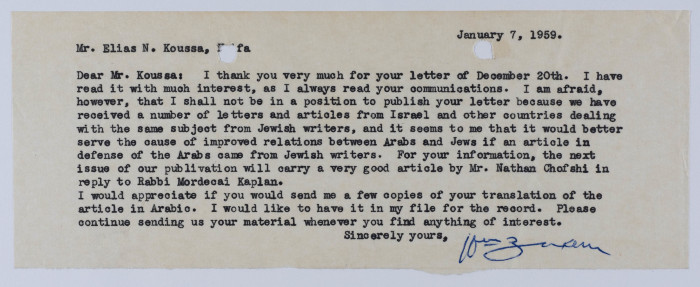 January 7, 1959.
Mr. Elias N. Koussa, fa
Dear Mr. Koussa: I thank you very much for your letter of December 20th. I have
read it with much interest, as I always read your communications. I am afraid,
however, that I shall not be in a position to publish your letter because we have
received a number of letters and articles from Israel and other countries dealing
with the same subject from Jewish writers, and it seems to me that it would better
serve the cause of improved relations between Arabs and Jews if an article in
defense of the Arabs came from Jewish writers. For your information, the next
issue of our publivation will carry a very good article by Mr. Nathan Chofshi in
reply to Rabbi Mordecai Kaplan.
I would appreciate if you would send me a few copies of your translation of the
article in Arabic. I would like to have it in my file for the record. Please
continue sending us your material whenever you find anything of interest.
Sincerely yours,